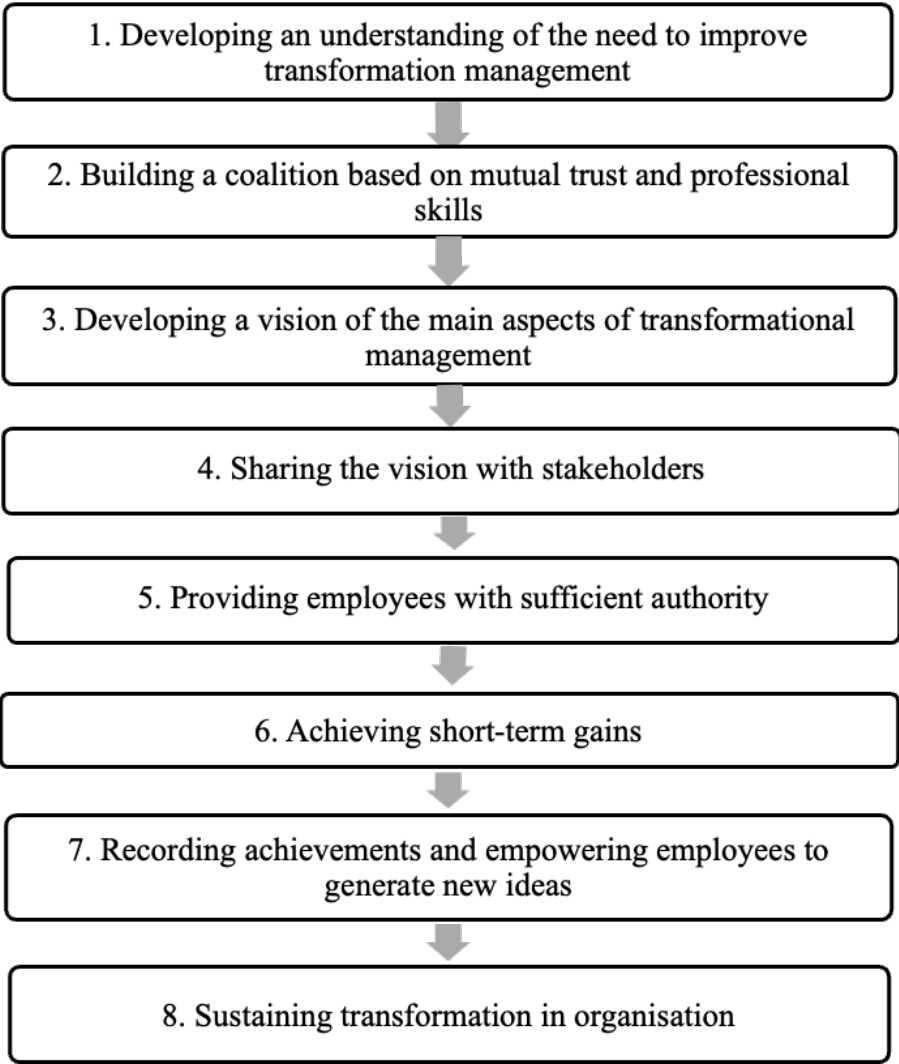 1. Developing an understanding of the need to improve
transformation management
2. Building a coalition based on mutual trust and professional
skills
3. Developing a vision of the main aspects of transformational
management
4. Sharing the vision with stakeholders
5. Providing employees with sufficient authority
6. Achieving short-term gains
7. Recording achievements and empowering employees to
generate new ideas
8. Sustaining transformation in organisation